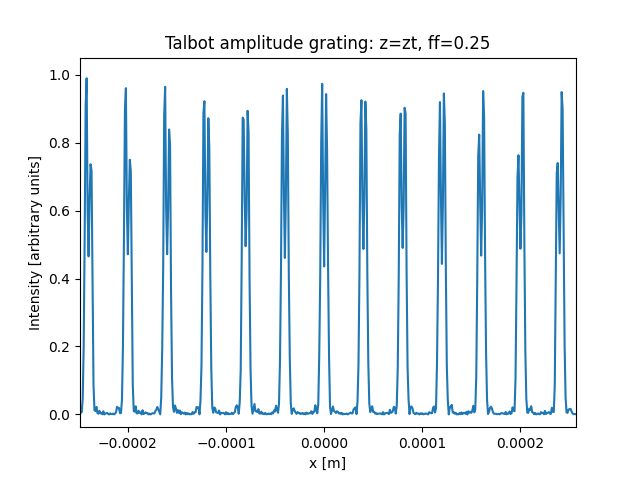 Talbot amplitude grating: z=zt, ff=0.25
Intensity [arbitrary units]
1.0
0.8
0.6
0.4
0.2
0.0
−0.0002 −0.0001 0.0000 0.0001 0.0002
x [m]